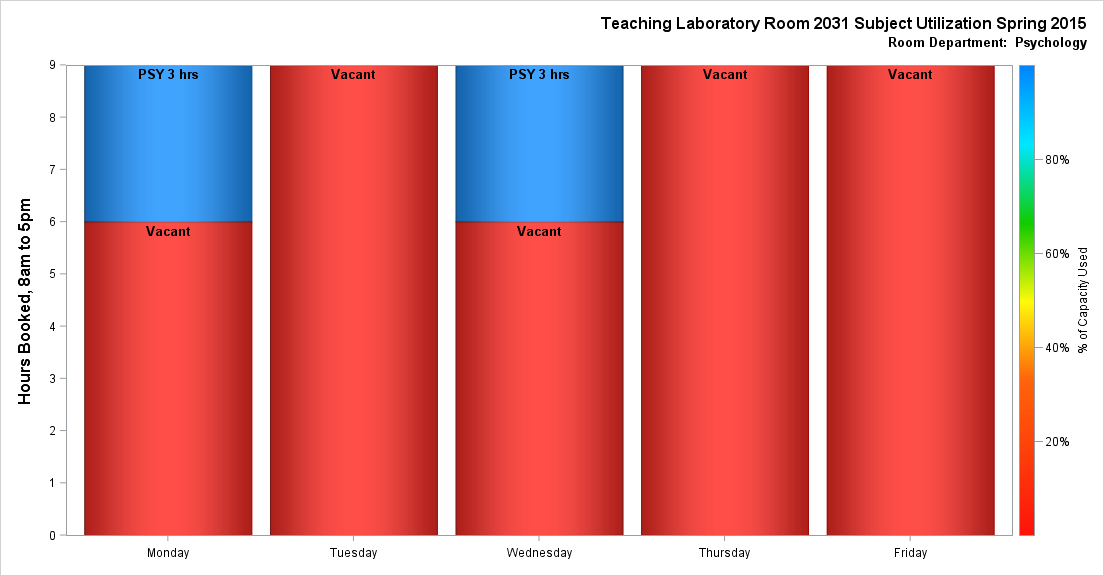 Teaching Laboratory Room 2031 Subject Utilization Spring 2015
Room Department: Psychology
Hours Booked, 8am to 5pm
9
8
7
6
5
4
3
2
1
0
PSY 3 hrs
Vacant
PSY 3 hrs
Vacant
Vacant
Vacant
Vacant
Monday
Tuesday
Wednesday
Thursday
Friday
80%
60%
40%
20%
% of Capacity Used